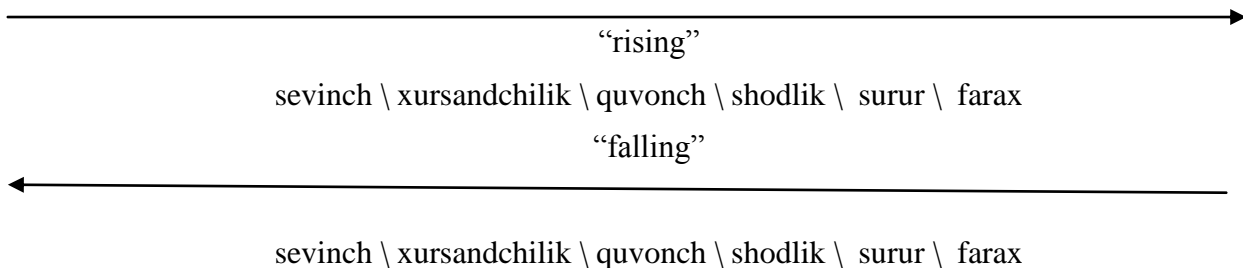 “rising”
sevinch \ xursandchilik \ quvonch \ shodlik \ surur \ farax
“falling”
sevinch \ xursandchilik \ quvonch \ shodlik \ surur \ farax